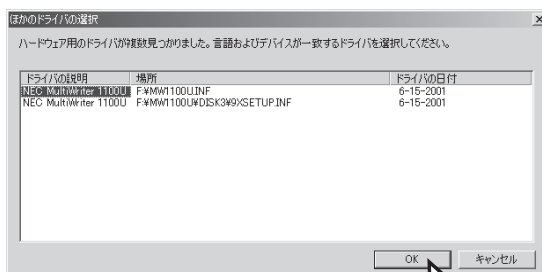 ほかのドライバの選択
ハードウェア用のドライバが複数見つかりました。言語およびデバイスが一致するドライバを選択してください。
ドライバの説明 場所 ドライバの日付
NEC MultiWriter 1100U F:¥MW1100U.INF 6-15-2001
NEC MultiWriter 1100U F:¥MW1100U¥DISK3¥9XSETUP.INF 6-15-2001
OK キャンセル